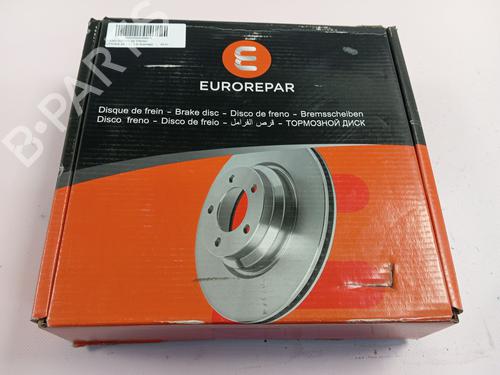 E
EUROREPAR
Disque de frein - Brake disc - Disco de freno - Bremsscheiben
Disco freno - Disco de freio - قرص الفرامل - ТОРМОЗНОЙ ДИСК
B-PARTS